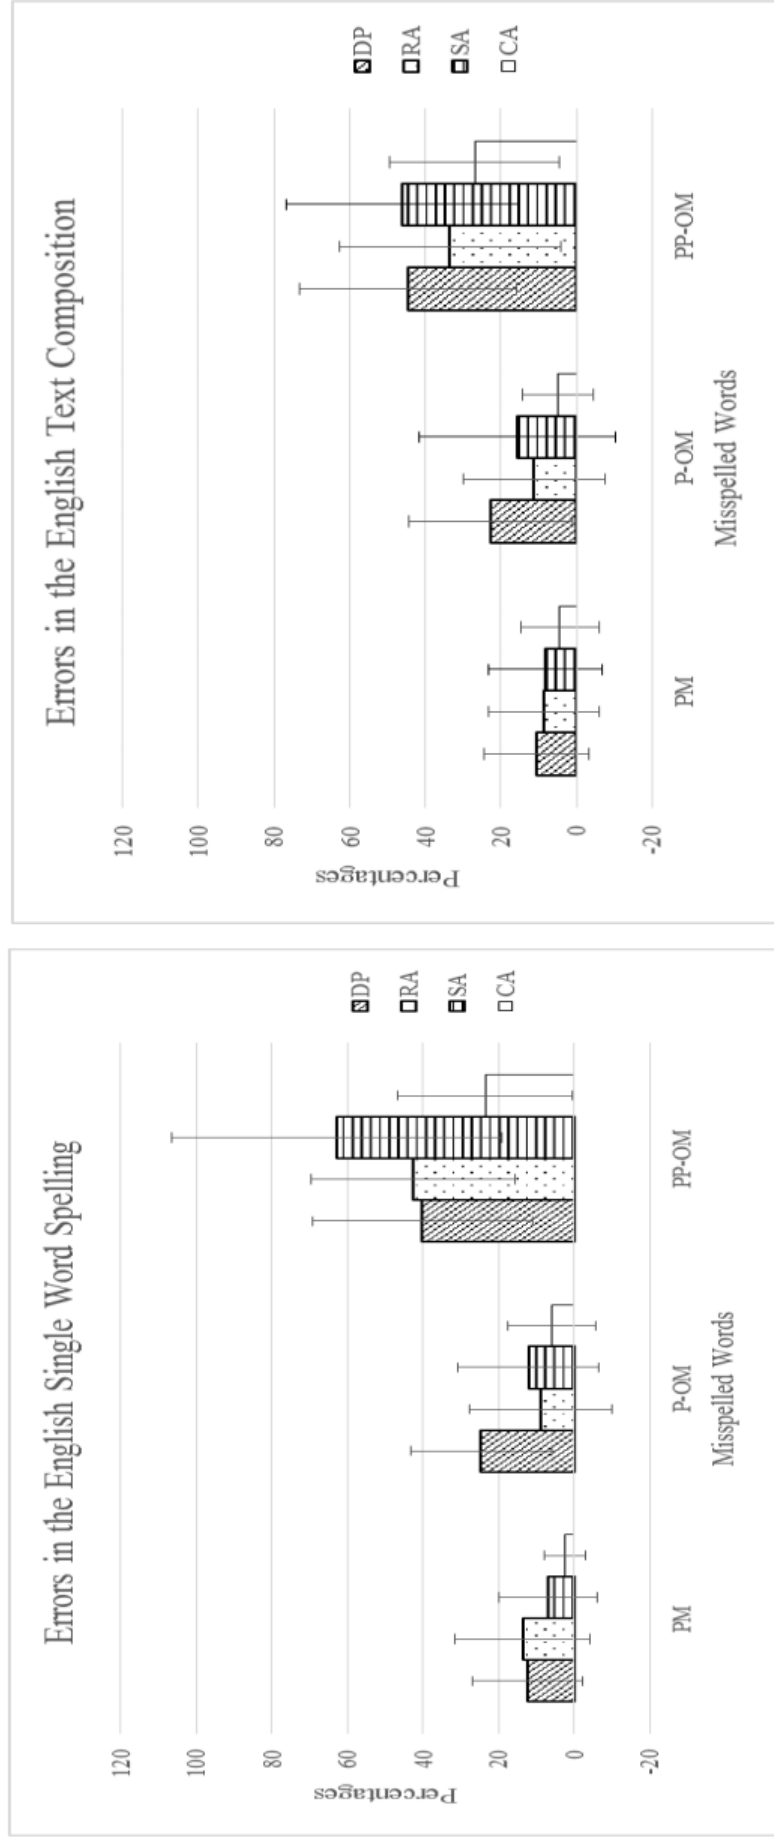 Errors in the English Single Word Spelling
120
100
80
60
40
20
0
-20
Percentages
PM
P-OM
PP-OM
Misspelled Words
DP
RA
SA
CA
Errors in the English Text Composition
120
100
80
60
40
20
0
-20
Percentages
PM
P-OM
PP-OM
Misspelled Words
DP
RA
SA
CA